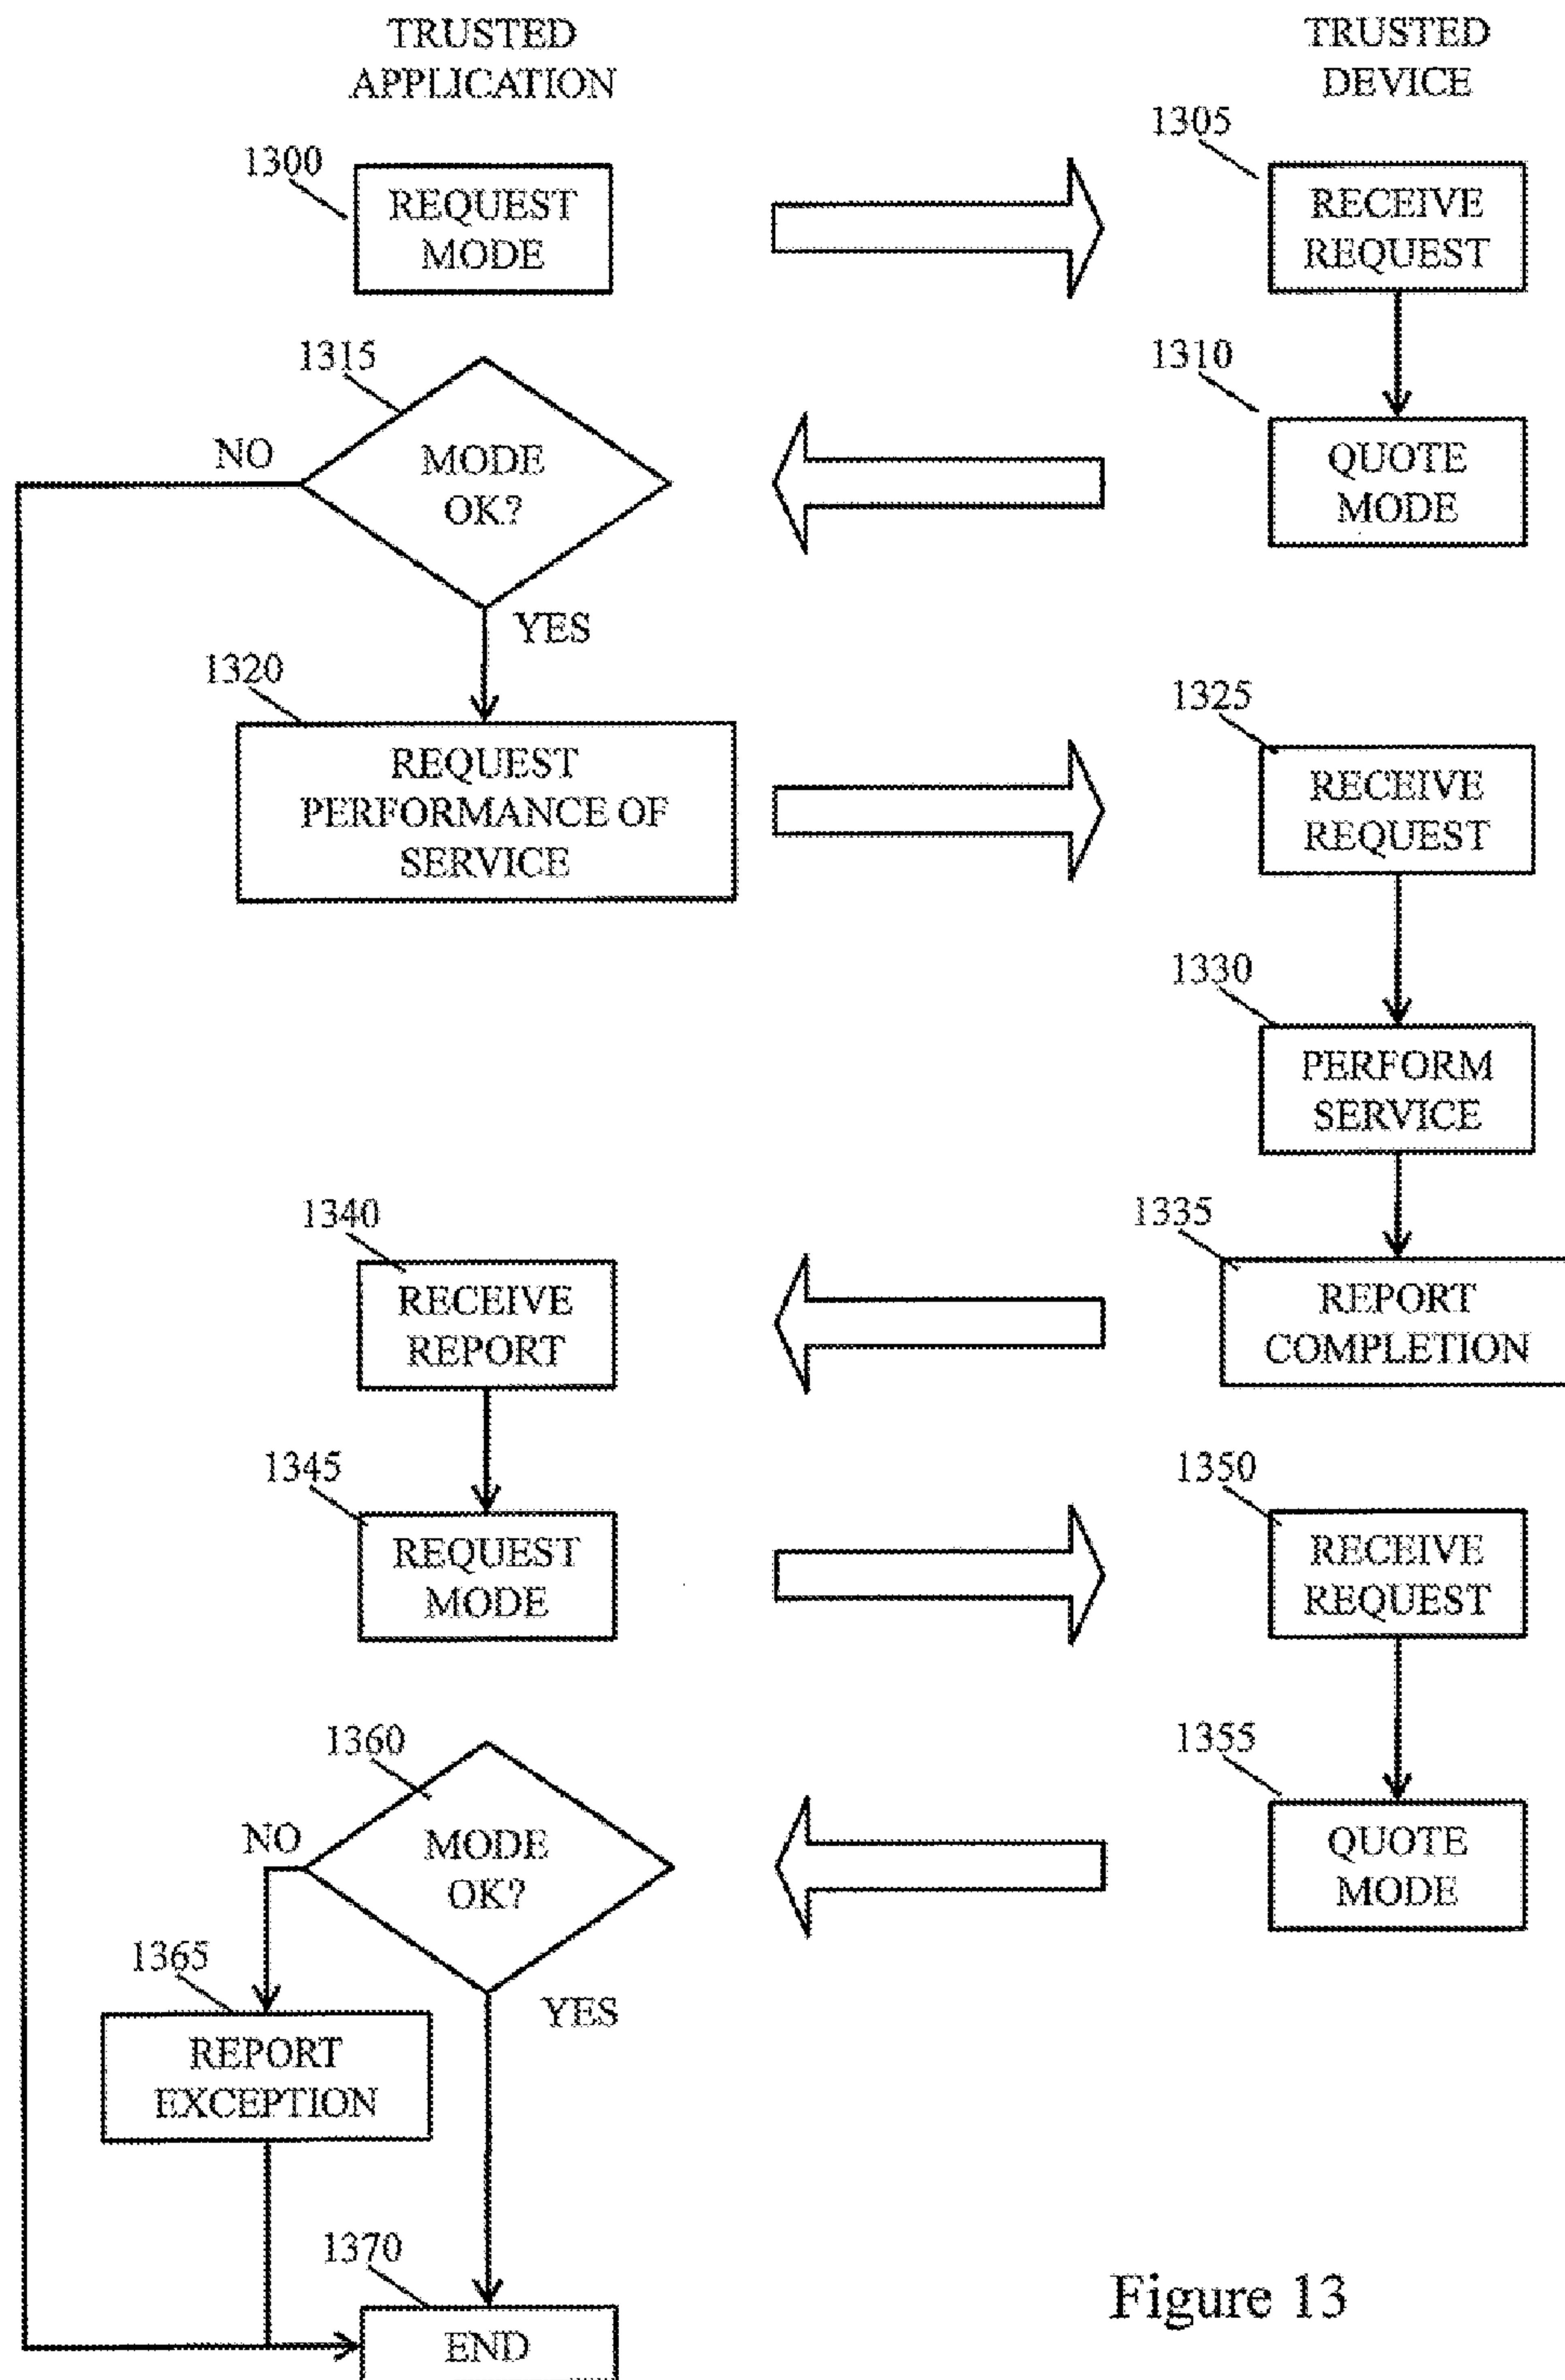 TRUSTED
APPLICATION
TRUSTED
DEVICE
1300
REQUEST
MODE
1305
RECEIVE
REQUEST
1310
QUOTE
MODE
1315
MODE
OK?
NO
YES
1320
REQUEST
PERFORMANCE OF
SERVICE
1325
RECEIVE
REQUEST
1330
PERFORM
SERVICE
1335
REPORT
COMPLETION
1340
RECEIVE
REPORT
1345
REQUEST
MODE
1350
RECEIVE
REQUEST
1355
QUOTE
MODE
1360
MODE
OK?
NO
YES
1365
REPORT
EXCEPTION
1370
END
Figure 13